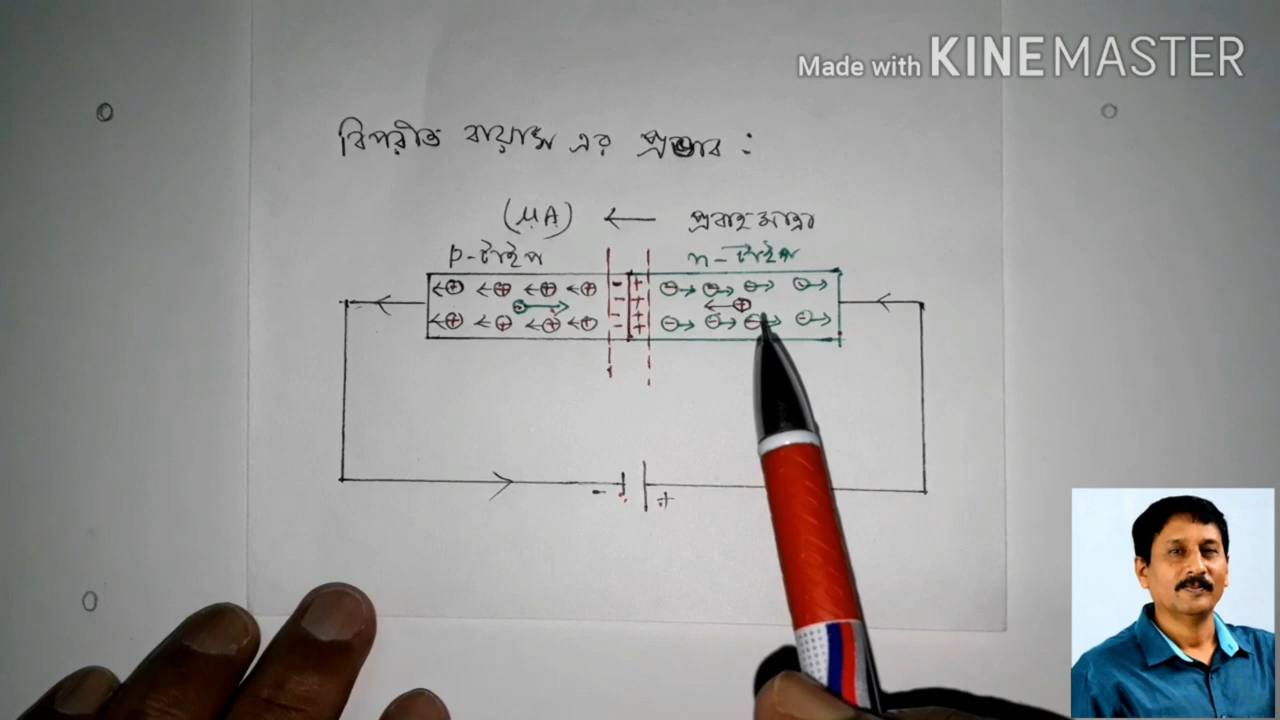 Made with KINEMASTER
বিপরীত বায়াস এর প্রভাব :
(μA) ← প্রবাহ মাত্রা
p-টাইপ n-টাইপ
- +
- +
- +
- +
- +